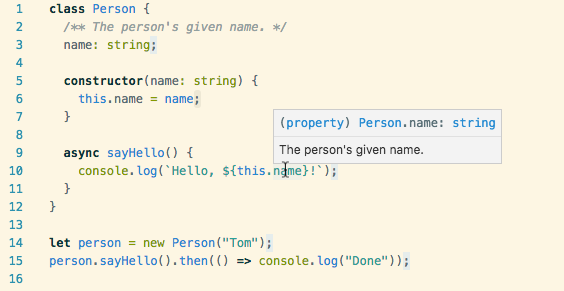 1 class Person {
2 /** The person's given name. */
3 name: string;
4
5 constructor(name: string) {
6 this.name = name;
7 }
(property) Person.name: string
The person's given name.
8
9 async sayHello() {
10 console.log(`Hello, ${this.name}!`);
11 }
12 }
13
14 let person = new Person("Tom");
15 person.sayHello().then(() => console.log("Done"));
16